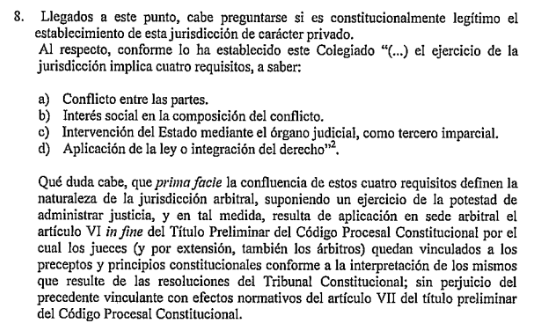 8. Llegados a este punto, cabe preguntarse si es constitucionalmente legítimo el
establecimiento de esta jurisdicción de carácter privado.
Al respecto, conforme lo ha establecido este Colegiado “(...) el ejercicio de la
jurisdicción implica cuatro requisitos, a saber:
a) Conflicto entre las partes.
b) Interés social en la composición del conflicto.
c) Intervención del Estado mediante el órgano judicial, como tercero imparcial.
d) Aplicación de la ley o integración del derecho”².
Qué duda cabe, que prima facie la confluencia de estos cuatro requisitos definen la
naturaleza de la jurisdicción arbitral, suponiendo un ejercicio de la potestad de
administrar justicia, y en tal medida, resulta de aplicación en sede arbitral el
artículo VI in fine del Título Preliminar del Código Procesal Constitucional por el
cual los jueces (y por extensión, también los árbitros) quedan vinculados a los
preceptos y principios constitucionales conforme a la interpretación de los mismos
que resulte de las resoluciones del Tribunal Constitucional; sin perjuicio del
precedente vinculante con efectos normativos del artículo VII del título preliminar
del Código Procesal Constitucional.